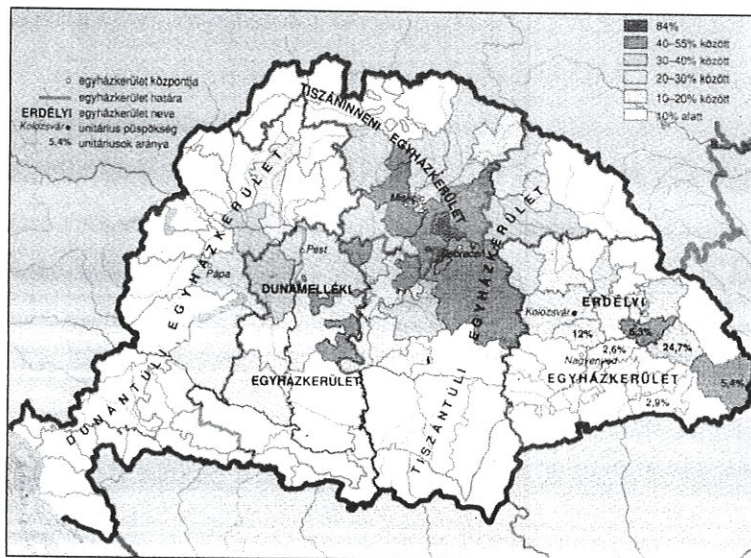 84%
40–55% között
30–40% között
20–30% között
10–20% között
10% alatt
egyházkerület központja
egyházkerület határa
ERDÉLYI egyházkerület neve
Kolozsvár unitárius püspökség
5,4% unitáriusok aránya
TISZÁNINNENI EGYHÁZKERÜLET
DUNÁNTÚLI EGYHÁZKERÜLET
Pest
Pápa
Debrecen
DUNAMELLÉKI
EGYHÁZKERÜLET
TISZÁNTÚLI EGYHÁZKERÜLET
ERDÉLYI
Kolozsvár
12%
5,3%
2,6%
24,7%
Nagyenyed
EGYHÁZKERÜLET
5,4%
2,9%